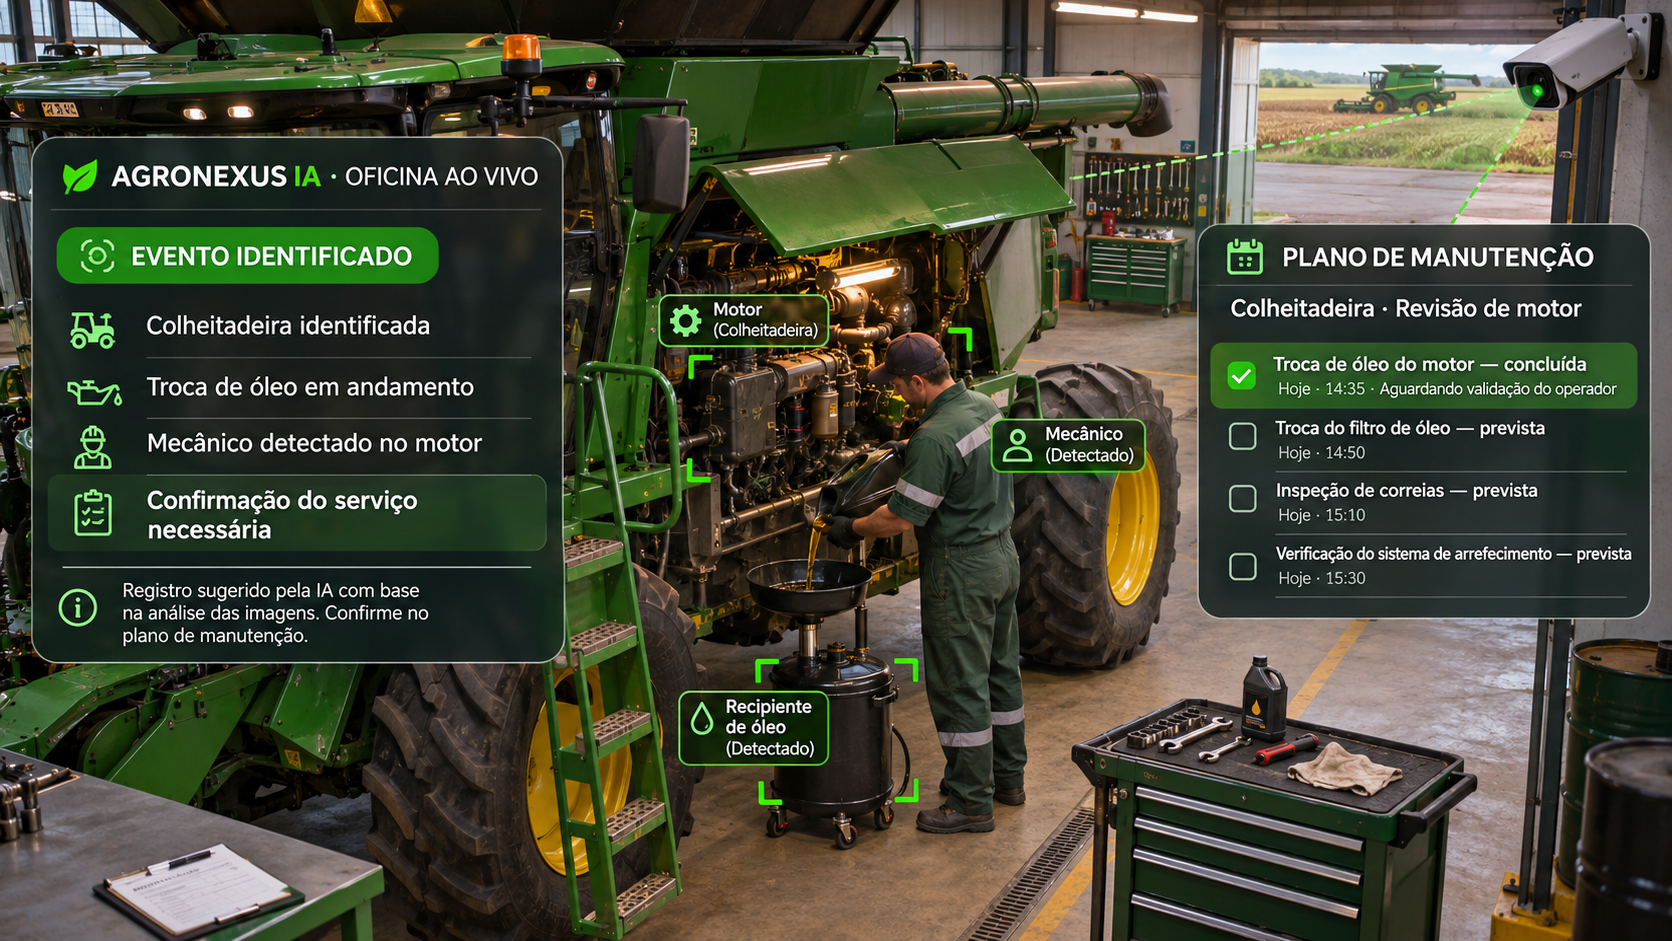 AGRONEXUS IA · OFICINA AO VIVO
EVENTO IDENTIFICADO
Colheitadeira identificada
Troca de óleo em andamento
Mecânico detectado no motor
Confirmação do serviço
necessária
Registro sugerido pela IA com base
na análise das imagens. Confirme no
plano de manutenção.
Motor
(Colheitadeira)
Mecânico
(Detectado)
Recipiente
de óleo
(Detectado)
PLANO DE MANUTENÇÃO
Colheitadeira · Revisão de motor
Troca de óleo do motor — concluída
Hoje · 14:35 · Aguardando validação do operador
Troca do filtro de óleo — prevista
Hoje · 14:50
Inspeção de correias — prevista
Hoje · 15:10
Verificação do sistema de arrefecimento — prevista
Hoje · 15:30